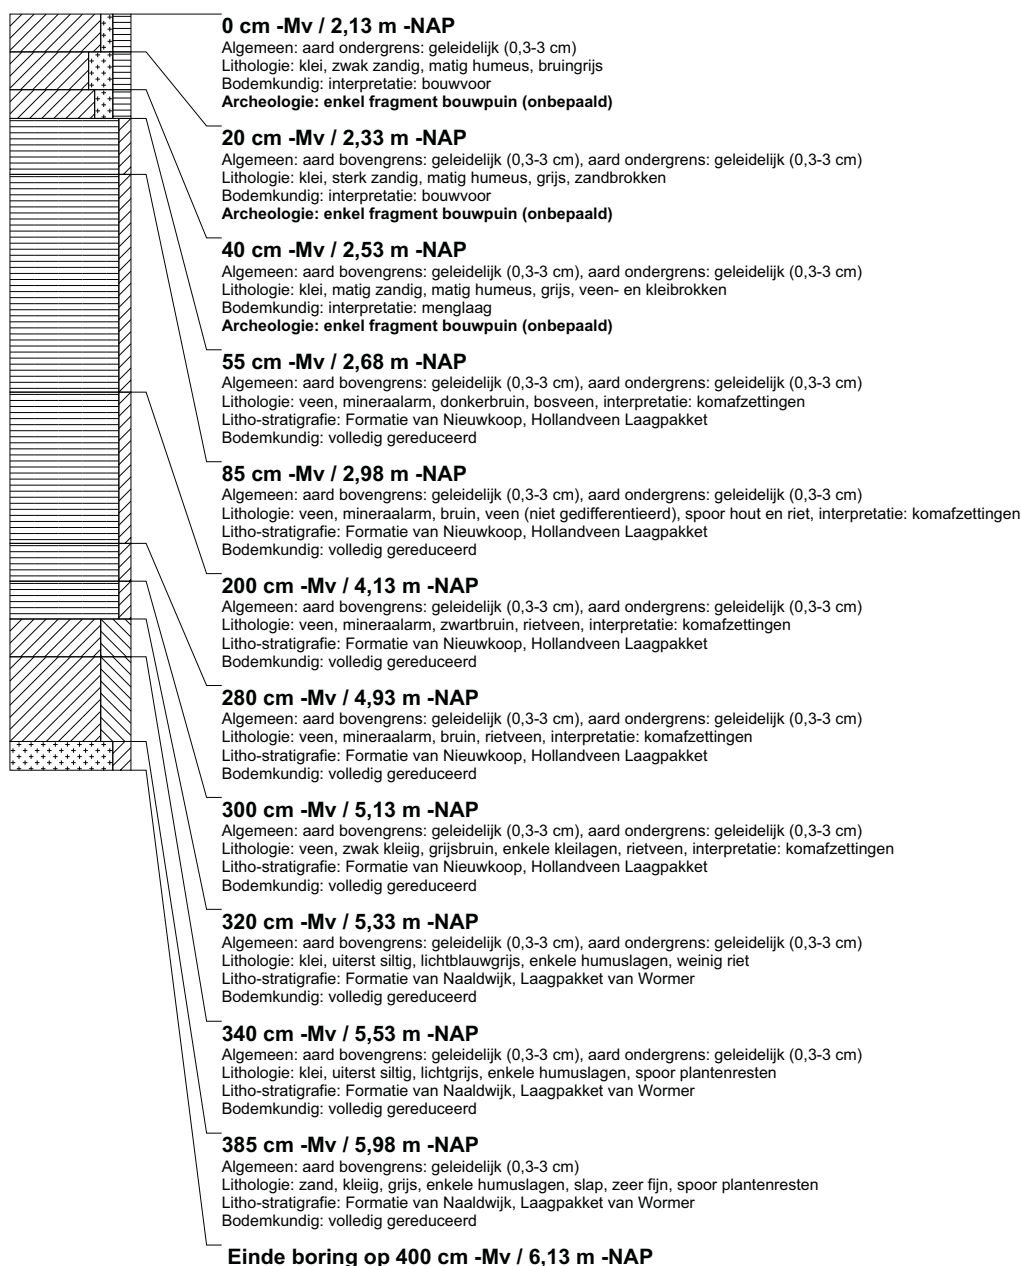 0 cm -Mv / 2,13 m -NAP
Algemeen: aard ondergrens: geleidelijk (0,3-3 cm)
Lithologie: klei, zwak zandig, matig humeus, bruingrijs
Bodemkundig: interpretatie: bouwvoor
Archeologie: enkel fragment bouwpuin (onbepaald)
20 cm -Mv / 2,33 m -NAP
Algemeen: aard bovengrens: geleidelijk (0,3-3 cm), aard ondergrens: geleidelijk (0,3-3 cm)
Lithologie: klei, sterk zandig, matig humeus, grijs, zandbrokken
Bodemkundig: interpretatie: bouwvoor
Archeologie: enkel fragment bouwpuin (onbepaald)
40 cm -Mv / 2,53 m -NAP
Algemeen: aard bovengrens: geleidelijk (0,3-3 cm), aard ondergrens: geleidelijk (0,3-3 cm)
Lithologie: klei, matig zandig, matig humeus, grijs, veen- en kleibrokken
Bodemkundig: interpretatie: menglaag
Archeologie: enkel fragment bouwpuin (onbepaald)
55 cm -Mv / 2,68 m -NAP
Algemeen: aard bovengrens: geleidelijk (0,3-3 cm), aard ondergrens: geleidelijk (0,3-3 cm)
Lithologie: veen, mineraalarm, donkerbruin, bosveen, interpretatie: komafzettingen
Litho-stratigrafie: Formatie van Nieuwkoop, Hollandveen Laagpakket
Bodemkundig: volledig gereduceerd
85 cm -Mv / 2,98 m -NAP
Algemeen: aard bovengrens: geleidelijk (0,3-3 cm), aard ondergrens: geleidelijk (0,3-3 cm)
Lithologie: veen, mineraalarm, bruin, veen (niet gedifferentieerd), spoor hout en riet, interpretatie: komafzettingen
Litho-stratigrafie: Formatie van Nieuwkoop, Hollandveen Laagpakket
Bodemkundig: volledig gereduceerd
200 cm -Mv / 4,13 m -NAP
Algemeen: aard bovengrens: geleidelijk (0,3-3 cm), aard ondergrens: geleidelijk (0,3-3 cm)
Lithologie: veen, mineraalarm, zwartbruin, rietveen, interpretatie: komafzettingen
Litho-stratigrafie: Formatie van Nieuwkoop, Hollandveen Laagpakket
Bodemkundig: volledig gereduceerd
280 cm -Mv / 4,93 m -NAP
Algemeen: aard bovengrens: geleidelijk (0,3-3 cm), aard ondergrens: geleidelijk (0,3-3 cm)
Lithologie: veen, mineraalarm, bruin, rietveen, interpretatie: komafzettingen
Litho-stratigrafie: Formatie van Nieuwkoop, Hollandveen Laagpakket
Bodemkundig: volledig gereduceerd
300 cm -Mv / 5,13 m -NAP
Algemeen: aard bovengrens: geleidelijk (0,3-3 cm), aard ondergrens: geleidelijk (0,3-3 cm)
Lithologie: veen, zwak kleiig, grijsbruin, enkele kleilagen, rietveen, interpretatie: komafzettingen
Litho-stratigrafie: Formatie van Nieuwkoop, Hollandveen Laagpakket
Bodemkundig: volledig gereduceerd
320 cm -Mv / 5,33 m -NAP
Algemeen: aard bovengrens: geleidelijk (0,3-3 cm), aard ondergrens: geleidelijk (0,3-3 cm)
Lithologie: klei, uiterst siltig, lichtblauwgrijs, enkele humuslagen, weinig riet
Litho-stratigrafie: Formatie van Naaldwijk, Laagpakket van Wormer
Bodemkundig: volledig gereduceerd
340 cm -Mv / 5,53 m -NAP
Algemeen: aard bovengrens: geleidelijk (0,3-3 cm), aard ondergrens: geleidelijk (0,3-3 cm)
Lithologie: klei, uiterst siltig, lichtgrijs, enkele humuslagen, spoor plantenresten
Litho-stratigrafie: Formatie van Naaldwijk, Laagpakket van Wormer
Bodemkundig: volledig gereduceerd
385 cm -Mv / 5,98 m -NAP
Algemeen: aard bovengrens: geleidelijk (0,3-3 cm)
Lithologie: zand, kleiig, grijs, enkele humuslagen, slap, zeer fijn, spoor plantenresten
Litho-stratigrafie: Formatie van Naaldwijk, Laagpakket van Wormer
Bodemkundig: volledig gereduceerd
Einde boring op 400 cm -Mv / 6,13 m -NAP